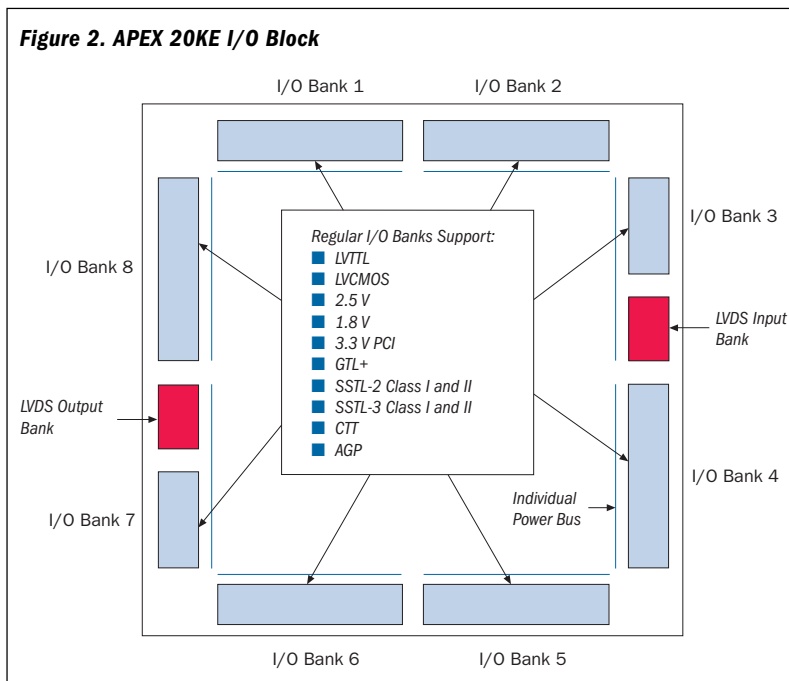 Figure 2. APEX 20KE I/O Block
I/O Bank 1
I/O Bank 2
I/O Bank 3
I/O Bank 8
Regular I/O Banks Support:
LVTTL
LVCMOS
2.5 V
1.8 V
3.3 V PCI
GTL+
SSTL-2 Class I and II
SSTL-3 Class I and II
CTT
AGP
LVDS Input
Bank
LVDS Output
Bank
I/O Bank 4
Individual
Power Bus
I/O Bank 7
I/O Bank 6
I/O Bank 5